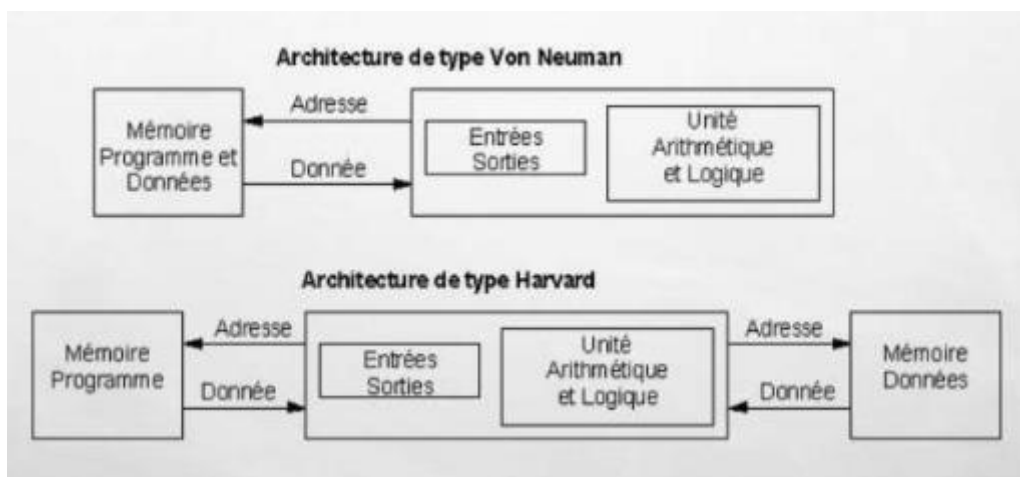 Architecture de type Von Neuman
Adresse
Mémoire
Programme et
Données
Donnée
Entrées
Sorties
Unité
Arithmétique
et Logique
Architecture de type Harvard
Adresse
Mémoire
Programme
Donnée
Entrées
Sorties
Unité
Arithmétique
et Logique
Adresse
Donnée
Mémoire
Données